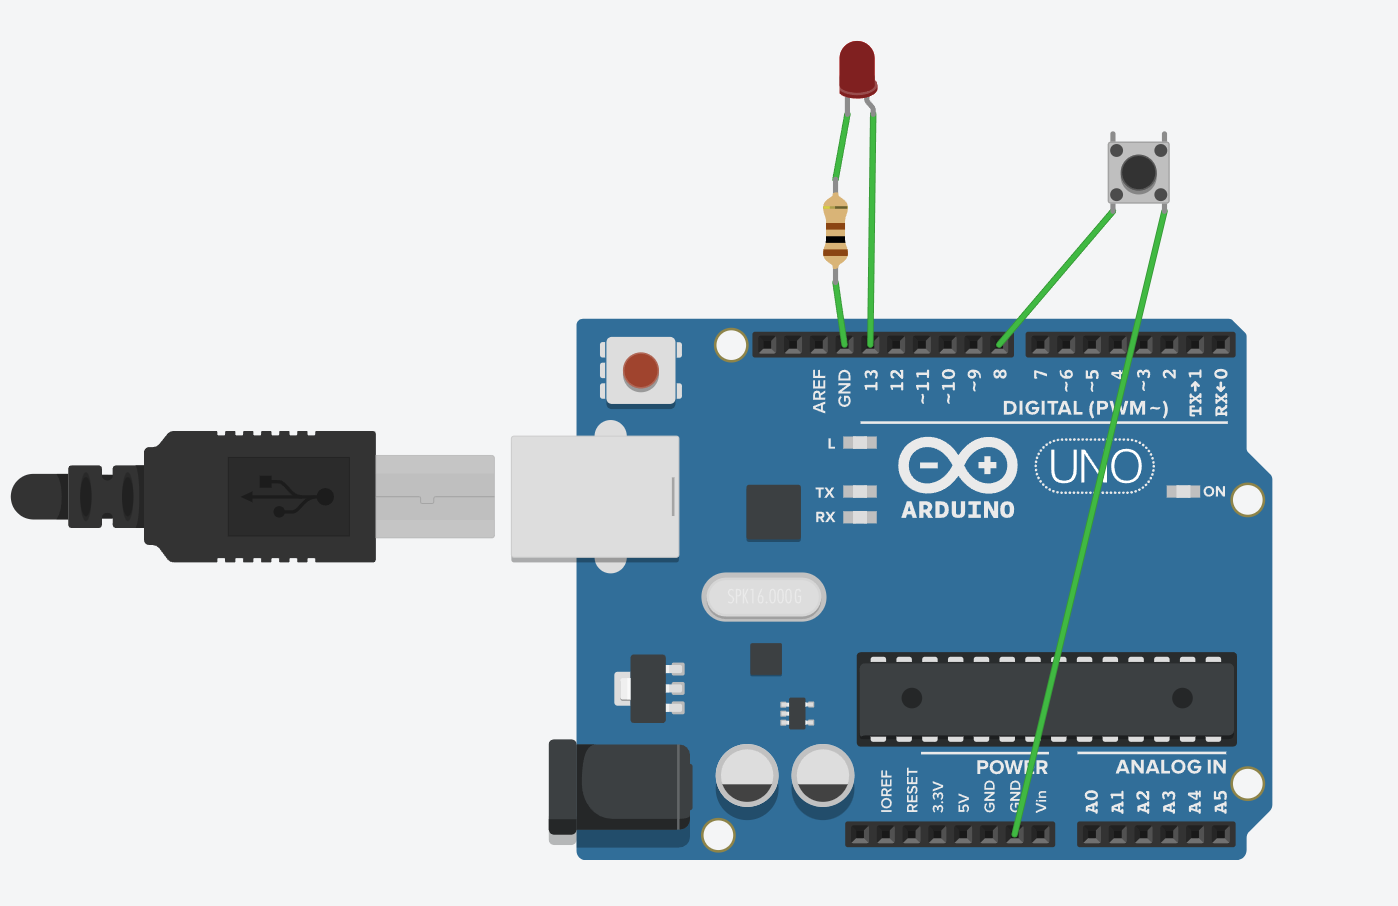 AREF
GND
13
12
~11
~10
~9
8
7
~6
~5
4
~3
2
TX→1
RX←0
DIGITAL (PWM~)
L
TX
RX
ARDUINO
UNO
ON
SPK16.000G
POWER
ANALOG IN
IOREF
RESET
3.3V
5V
GND
GND
Vin
A0
A1
A2
A3
A4
A5